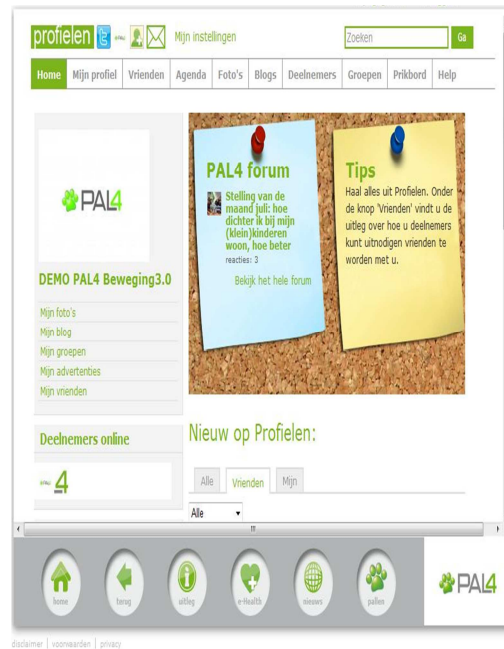 profielen Mijn instellingen Zoeken Ga
Home Mijn profiel Vrienden Agenda Foto's Blogs Deelnemers Groepen Prikbord Help
PAL4
DEMO PAL4 Beweging3.0
Mijn foto's
Mijn blog
Mijn groepen
Mijn advertenties
Mijn vrienden
Deelnemers online
4
PAL4 forum
Stelling van de
maand juli: hoe
dichter ik bij mijn
(klein)kinderen
woon, hoe beter
reacties: 3
Bekijk het hele forum
Tips
Haal alles uit Profielen. Onder
de knop 'Vrienden' vindt u de
uitleg over hoe u deelnemers
kunt uitnodigen vrienden te
worden met u.
Nieuw op Profielen:
Alle Vrienden Mijn
Alle
home terug uitleg e-Health nieuws pallen
PAL4
disclaimer | voorwaarden | privacy